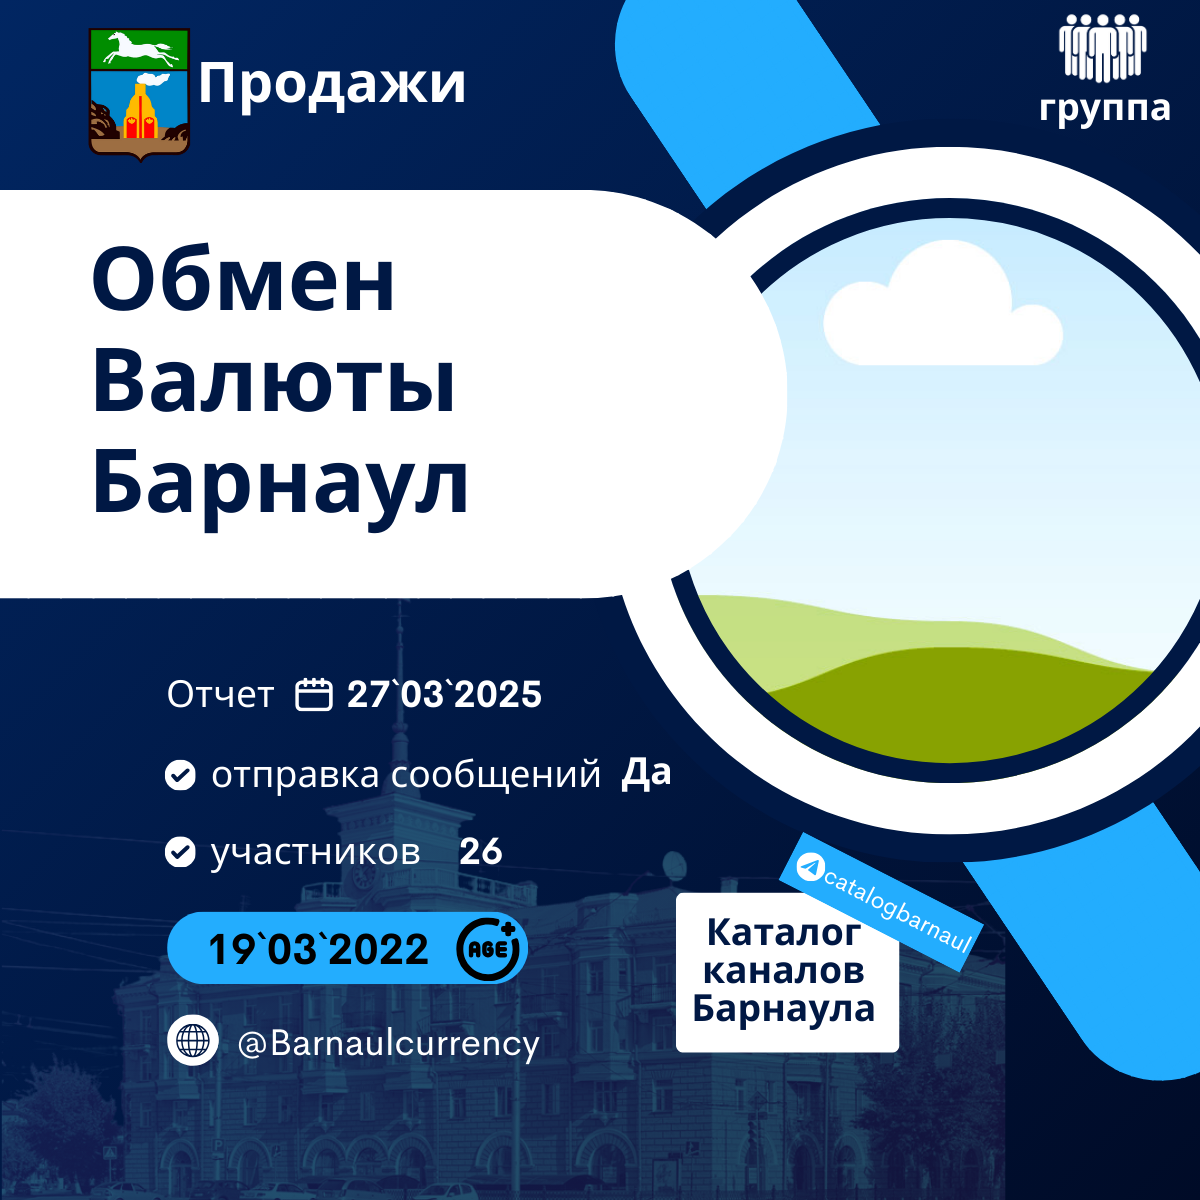 Продажи
группа
Обмен
Валюты
Барнаул
Отчет 27`03`2025
отправка сообщений Да
участников 26
19`03`2022 AGE+
@Barnaulcurrency
catalogbarnaul
Каталог
каналов
Барнаула